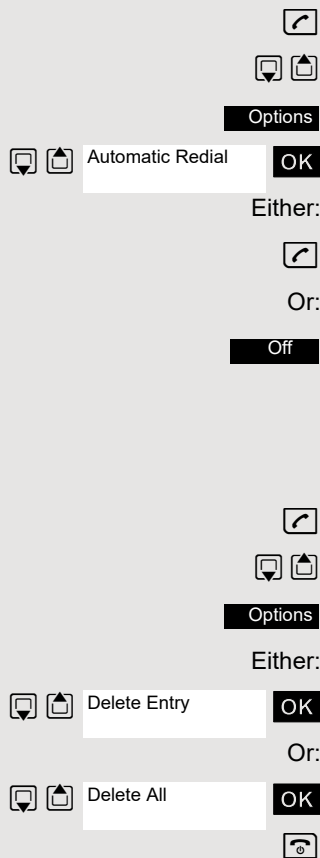 Options
Automatic Redial OK
Either:
Or:
Off
Options
Either:
Delete Entry OK
Or:
Delete All OK